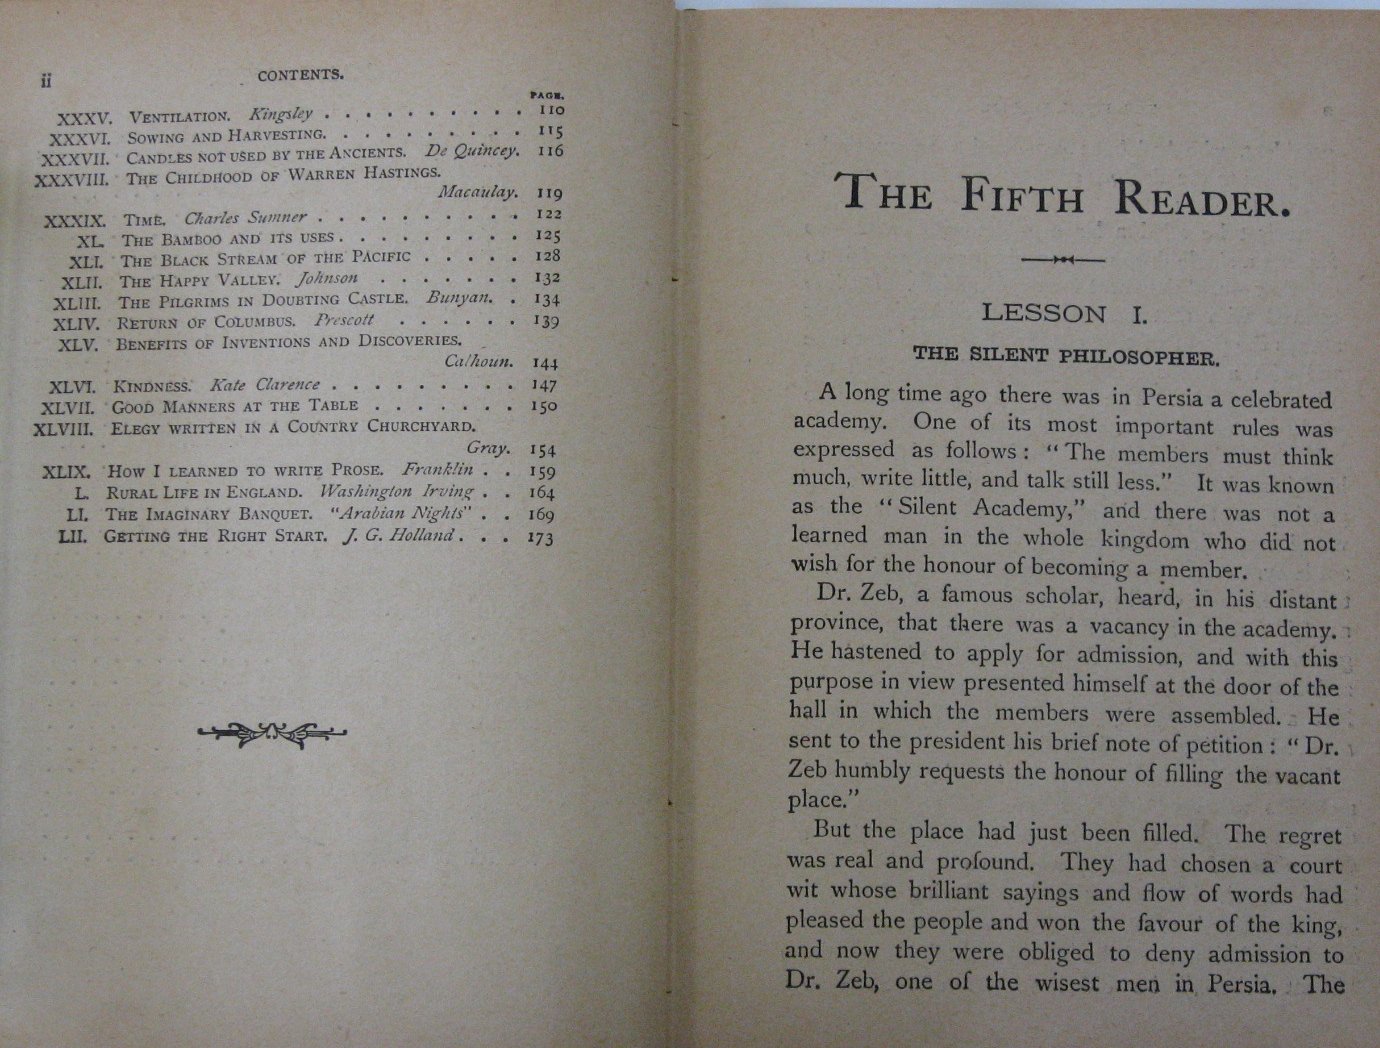 ii
CONTENTS.
PAGE.
XXXV. VENTILATION. Kingsley . . . . . . . . . . 110
XXXVI. SOWING AND HARVESTING. . . . . . . . . . 115
XXXVII. CANDLES NOT USED BY THE ANCIENTS. De Quincey. 116
XXXVIII. THE CHILDHOOD OF WARREN HASTINGS.
Macaulay. 119
XXXIX. TIME. Charles Sumner . . . . . . . . . . 122
XL. THE BAMBOO AND ITS USES . . . . . . . . . 125
XLI. THE BLACK STREAM OF THE PACIFIC . . . . . 128
XLII. THE HAPPY VALLEY. Johnson . . . . . . . 132
XLIII. THE PILGRIMS IN DOUBTING CASTLE. Bunyan. . 134
XLIV. RETURN OF COLUMBUS. Prescott . . . . . . 139
XLV. BENEFITS OF INVENTIONS AND DISCOVERIES.
Calhoun. 144
XLVI. KINDNESS. Kate Clarence . . . . . . . . . 147
XLVII. GOOD MANNERS AT THE TABLE . . . . . . . 150
XLVIII. ELEGY WRITTEN IN A COUNTRY CHURCHYARD.
Gray. 154
XLIX. HOW I LEARNED TO WRITE PROSE. Franklin . . 159
L. RURAL LIFE IN ENGLAND. Washington Irving . . 164
LI. THE IMAGINARY BANQUET. "Arabian Nights" . . 169
LII. GETTING THE RIGHT START. J. G. Holland . . . 173
THE FIFTH READER.
LESSON I.
THE SILENT PHILOSOPHER.
A long time ago there was in Persia a celebrated
academy. One of its most important rules was
expressed as follows: "The members must think
much, write little, and talk still less." It was known
as the "Silent Academy," and there was not a
learned man in the whole kingdom who did not
wish for the honour of becoming a member.
Dr. Zeb, a famous scholar, heard, in his distant
province, that there was a vacancy in the academy.
He hastened to apply for admission, and with this
purpose in view presented himself at the door of the
hall in which the members were assembled. He
sent to the president his brief note of petition: "Dr.
Zeb humbly requests the honour of filling the vacant
place."
But the place had just been filled. The regret
was real and profound. They had chosen a court
wit whose brilliant sayings and flow of words had
pleased the people and won the favour of the king,
and now they were obliged to deny admission to
Dr. Zeb, one of the wisest men in Persia. The